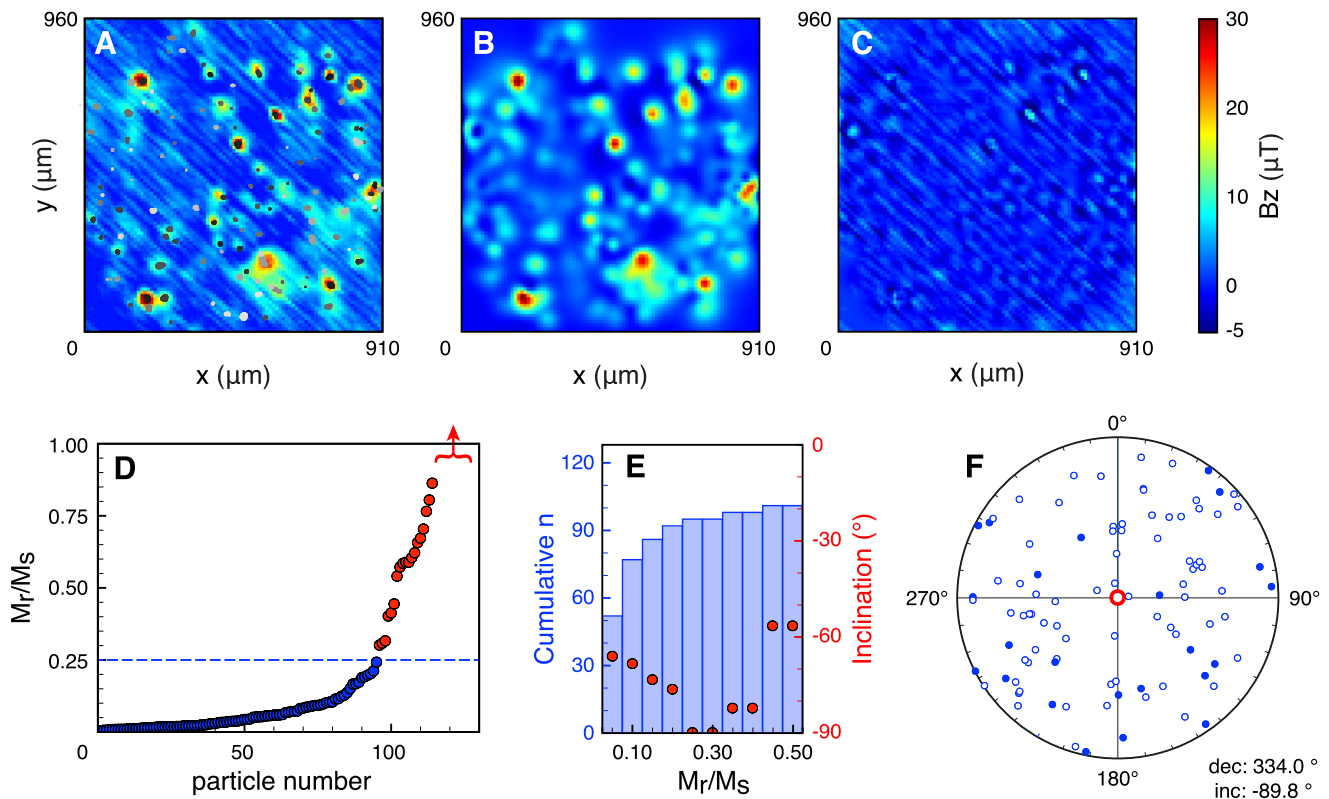 960
A
y (µm)
0
910
x (µm)
960
B
0
910
x (µm)
960
C
0
910
x (µm)
30
20
10
0
-5
Bz (µT)
D
1.00
0.75
0.50
0.25
Mr/Ms
0
50
100
particle number
E
120
90
60
30
0
Cumulative n
0
-30
-60
-90
Inclination (°)
0.10
0.30
0.50
Mr/Ms
F
0°
270°
90°
180°
dec: 334.0 °
inc: -89.8 °